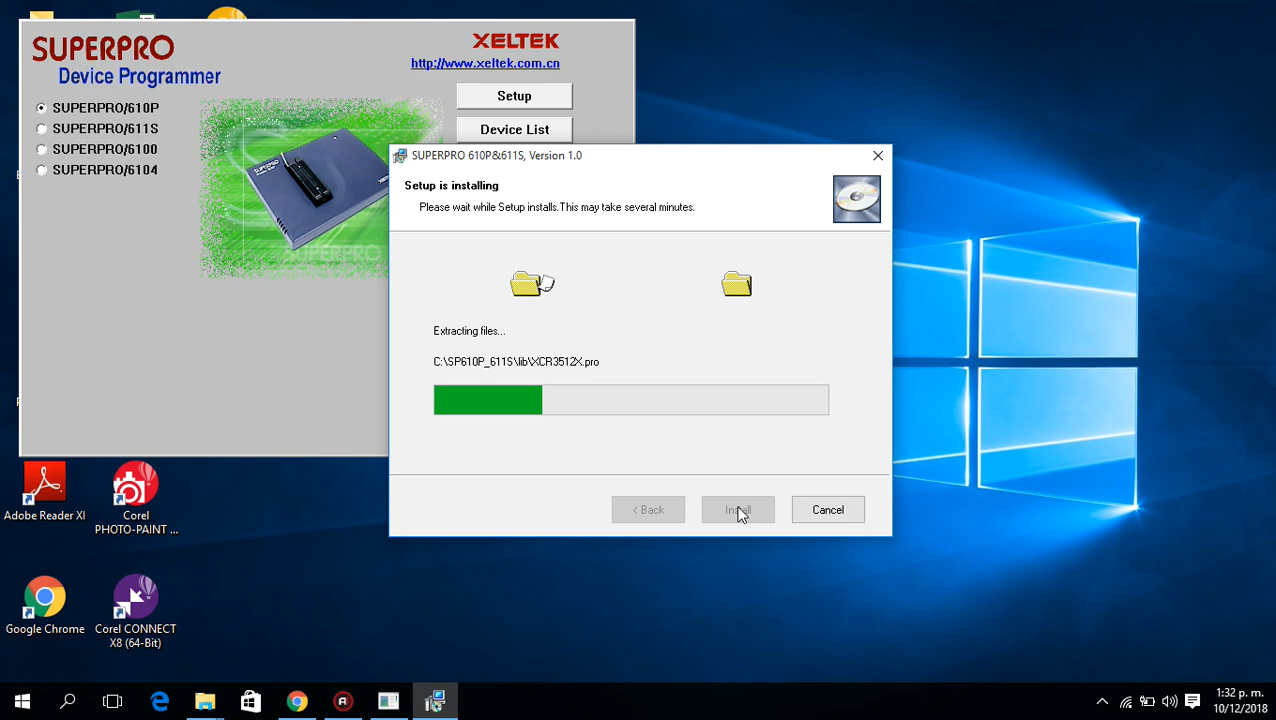 SUPERPRO
Device Programmer
XELTEK
http://www.xeltek.com.cn
SUPERPRO/610P
SUPERPRO/611S
SUPERPRO/6100
SUPERPRO/6104
Setup
Device List
SUPERPRO
SUPERPRO 610P&611S, Version 1.0
Setup is installing
Please wait while Setup installs.This may take several minutes.
Extracting files...
C:\SP610P_611S\lib\XCR3512X.pro
< Back
Install
Cancel
Adobe Reader XI
Corel
PHOTO-PAINT ...
Google Chrome
Corel CONNECT
X8 (64-Bit)
1:32 p. m.
10/12/2018